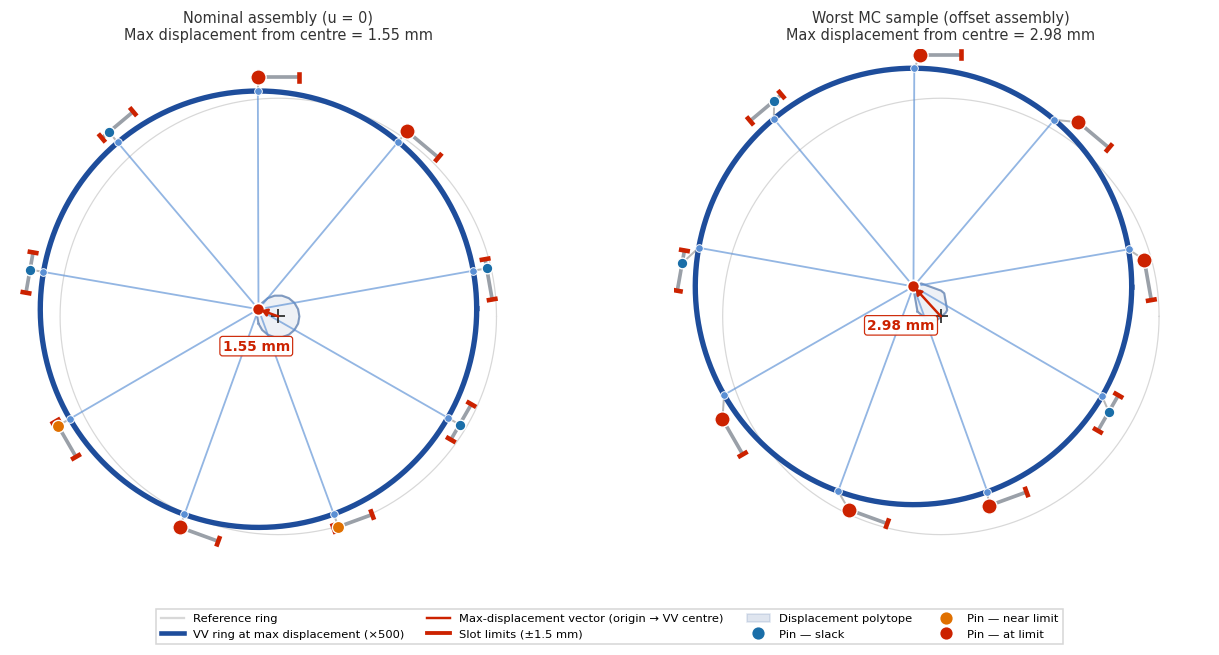 Nominal assembly (u = 0)
Max displacement from centre = 1.55 mm
Worst MC sample (offset assembly)
Max displacement from centre = 2.98 mm
1.55 mm
2.98 mm
Reference ring
VV ring at max displacement (×500)
Max-displacement vector (origin → VV centre)
Slot limits (±1.5 mm)
Displacement polytope
Pin — slack
Pin — near limit
Pin — at limit